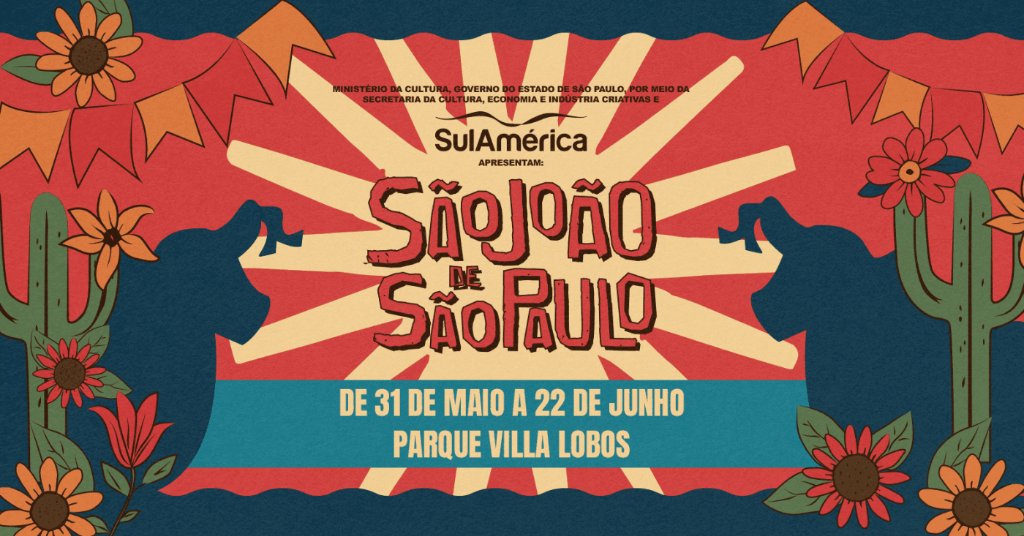 MINISTÉRIO DA CULTURA, GOVERNO DO ESTADO DE SÃO PAULO, POR MEIO DA
SECRETARIA DA CULTURA, ECONOMIA E INDÚSTRIA CRIATIVAS E
SulAmérica
APRESENTAM:
SÃO JOÃO
DE
SÃO PAULO
DE 31 DE MAIO A 22 DE JUNHO
PARQUE VILLA LOBOS